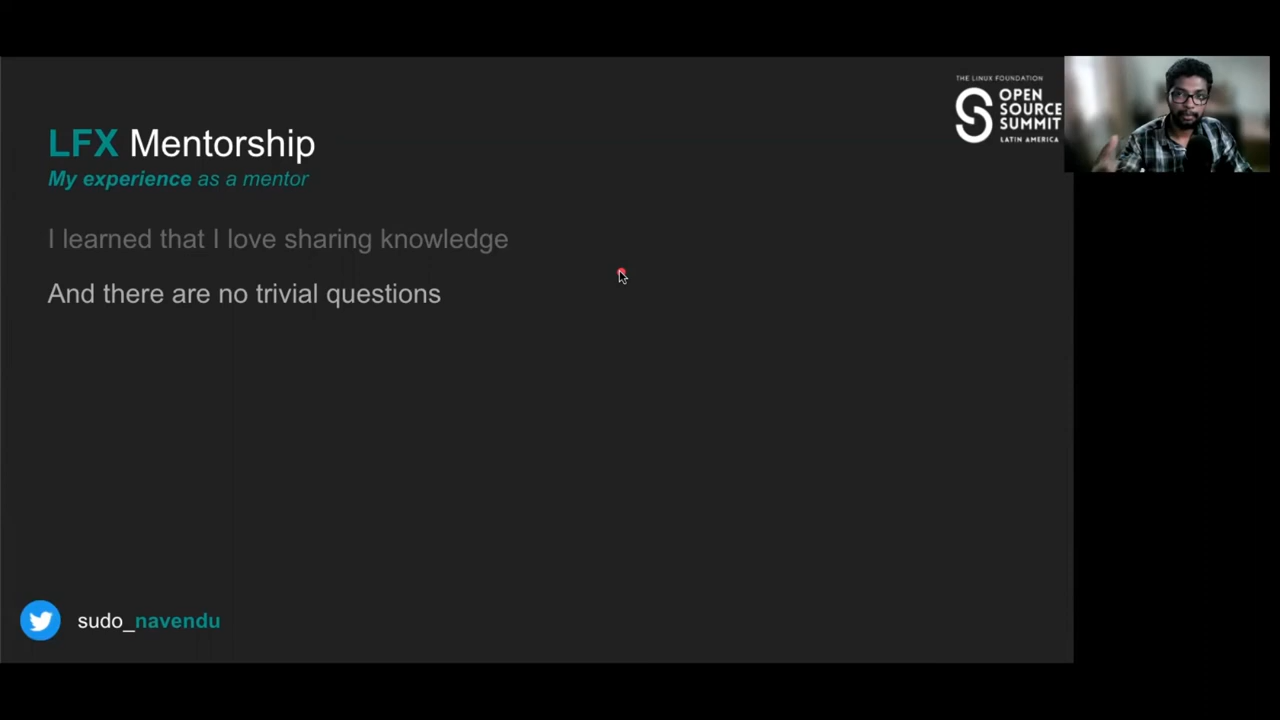 THE LINUX FOUNDATION
OPEN
SOURCE
SUMMIT
LATIN AMERICA
LFX Mentorship
My experience as a mentor
I learned that I love sharing knowledge
And there are no trivial questions
sudo_navendu